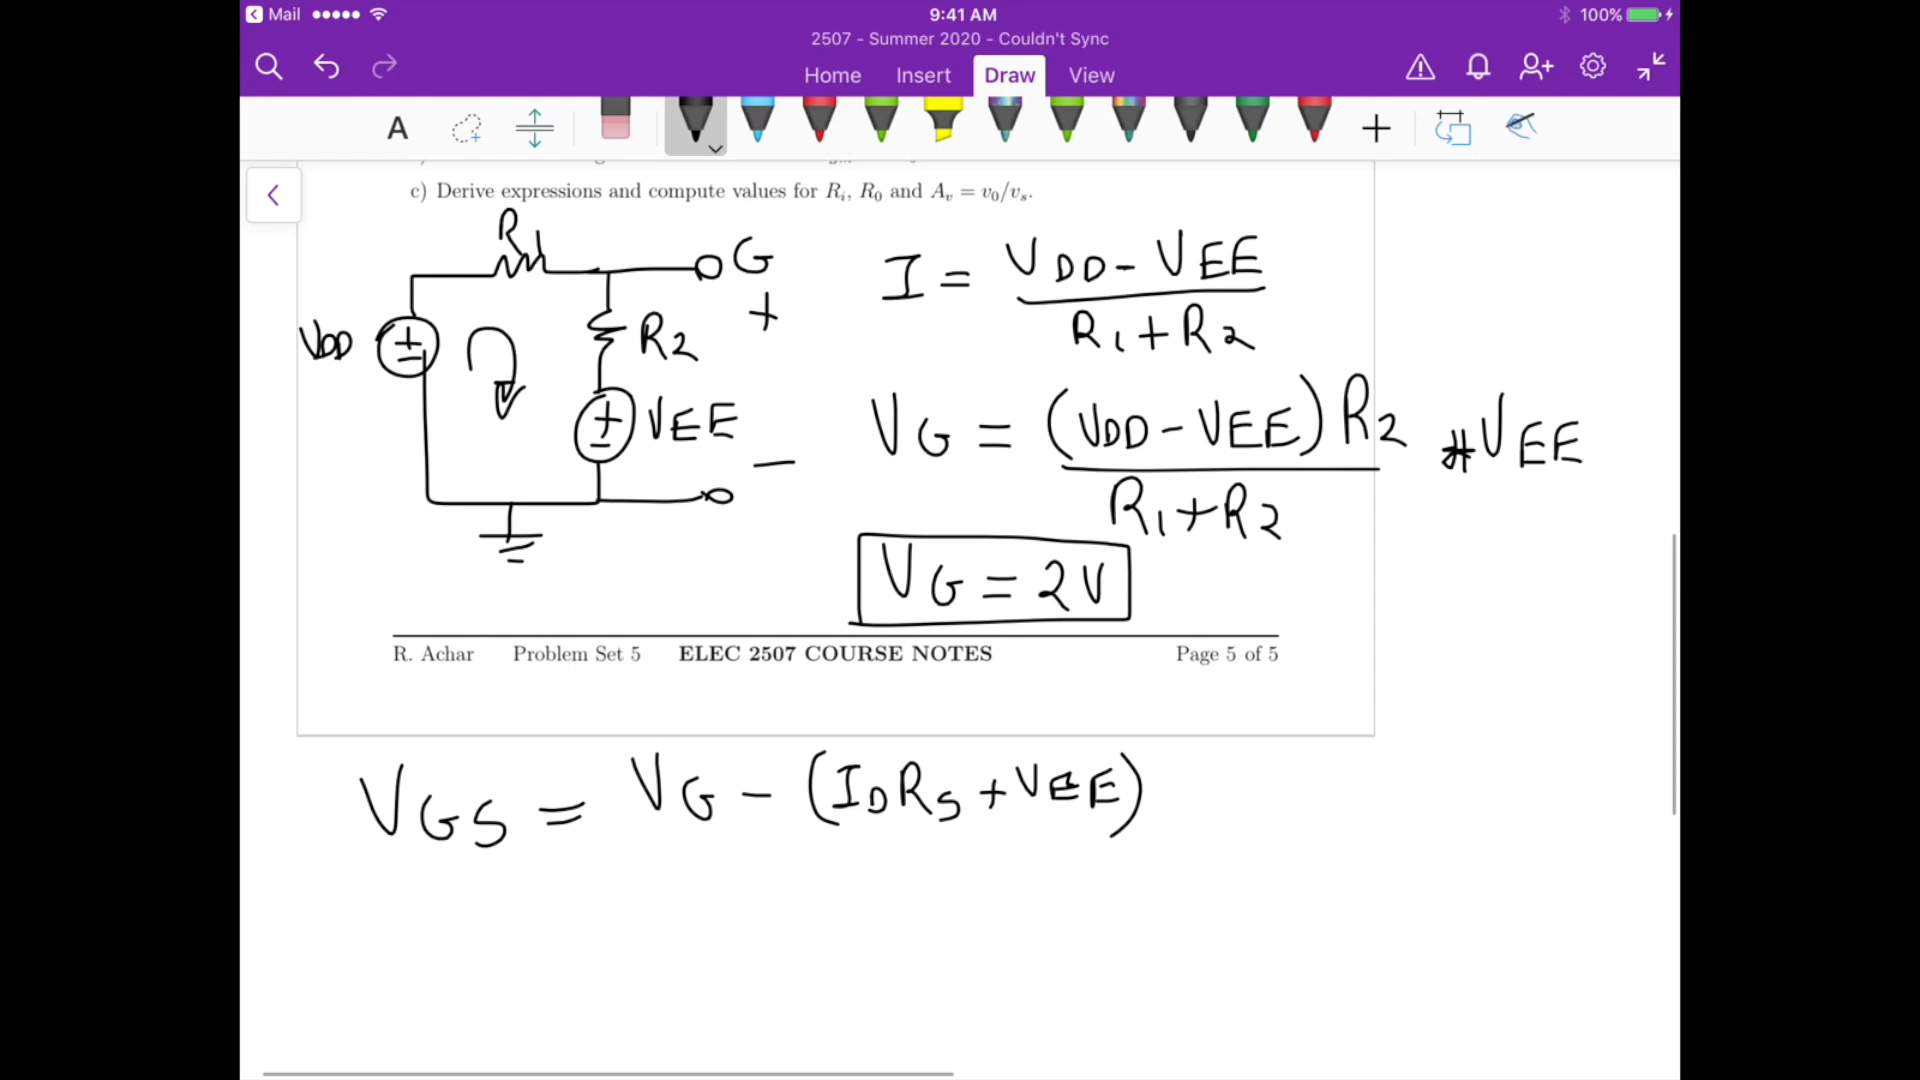 Mail 9:41 AM 100%
2507 - Summer 2020 - Couldn't Sync
Home Insert Draw View
A
c) Derive expressions and compute values for Rᵢ, R₀ and Aᵥ = v₀/vₛ.
R1
G
+
VDD
+
-
R2
+
-
VEE
-
I = VDD - VEE / R1 + R2
VG = (VDD - VEE) R2 / R1 + R2 + VEE
VG = 2V
R. Achar Problem Set 5 ELEC 2507 COURSE NOTES Page 5 of 5
VGS = VG - (IDRS + VEE)